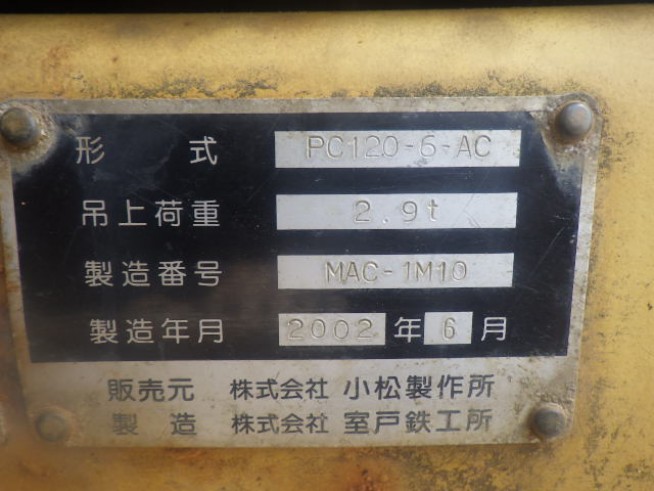 形 式 PC120-6-AC
吊上荷重 2.9t
製造番号 MAC-1M10
製造年月 2002年6月
販売元 株式会社 小松製作所
製造 株式会社 室戸鉄工所